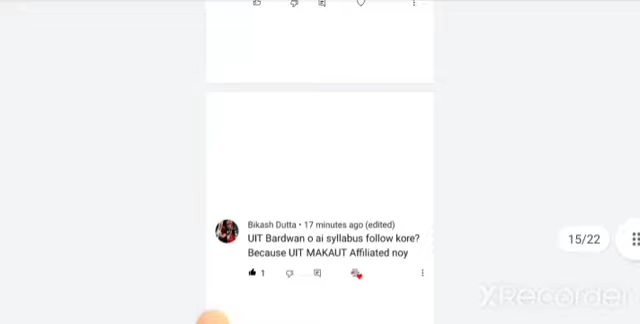 Bikash Dutta • 17 minutes ago (edited)
UIT Bardwan o ai syllabus follow kore?
Because UIT MAKAUT Affiliated noy
1
15/22
XRecorder